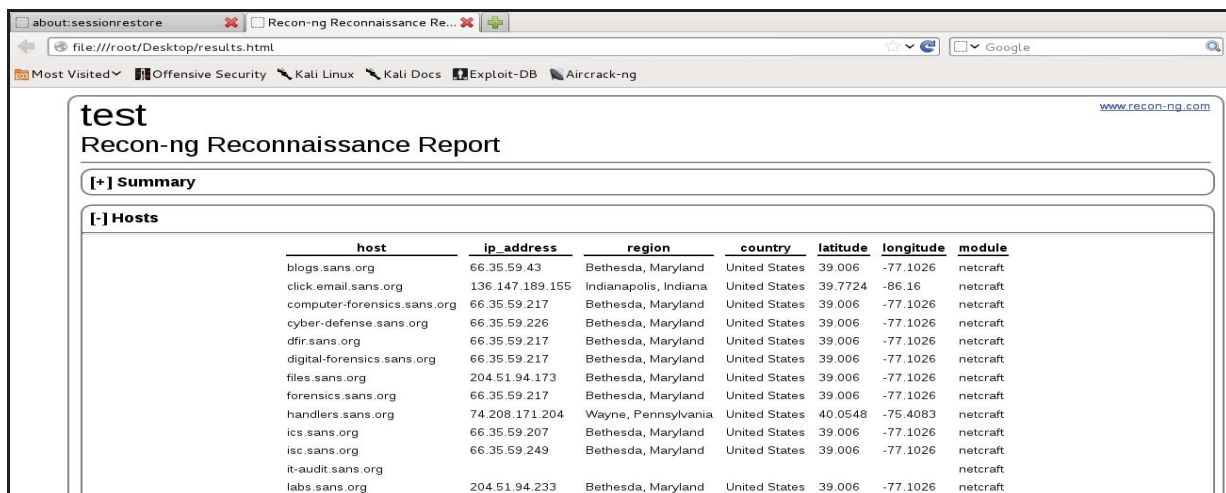 about:sessionrestore Recon-ng Reconnaissance Re...
file:///root/Desktop/results.html Google
Most Visited Offensive Security Kali Linux Kali Docs Exploit-DB Aircrack-ng
test www.recon-ng.com
Recon-ng Reconnaissance Report
[+] Summary
[-] Hosts
host ip_address region country latitude longitude module
blogs.sans.org 66.35.59.43 Bethesda, Maryland United States 39.006 -77.1026 netcraft
click.email.sans.org 136.147.189.155 Indianapolis, Indiana United States 39.7724 -86.16 netcraft
computer-forensics.sans.org 66.35.59.217 Bethesda, Maryland United States 39.006 -77.1026 netcraft
cyber-defense.sans.org 66.35.59.226 Bethesda, Maryland United States 39.006 -77.1026 netcraft
dfir.sans.org 66.35.59.217 Bethesda, Maryland United States 39.006 -77.1026 netcraft
digital-forensics.sans.org 66.35.59.217 Bethesda, Maryland United States 39.006 -77.1026 netcraft
files.sans.org 204.51.94.173 Bethesda, Maryland United States 39.006 -77.1026 netcraft
forensics.sans.org 66.35.59.217 Bethesda, Maryland United States 39.006 -77.1026 netcraft
handlers.sans.org 74.208.171.204 Wayne, Pennsylvania United States 40.0548 -75.4083 netcraft
ics.sans.org 66.35.59.207 Bethesda, Maryland United States 39.006 -77.1026 netcraft
isc.sans.org 66.35.59.249 Bethesda, Maryland United States 39.006 -77.1026 netcraft
it-audit.sans.org netcraft
labs.sans.org 204.51.94.233 Bethesda, Maryland United States 39.006 -77.1026 netcraft